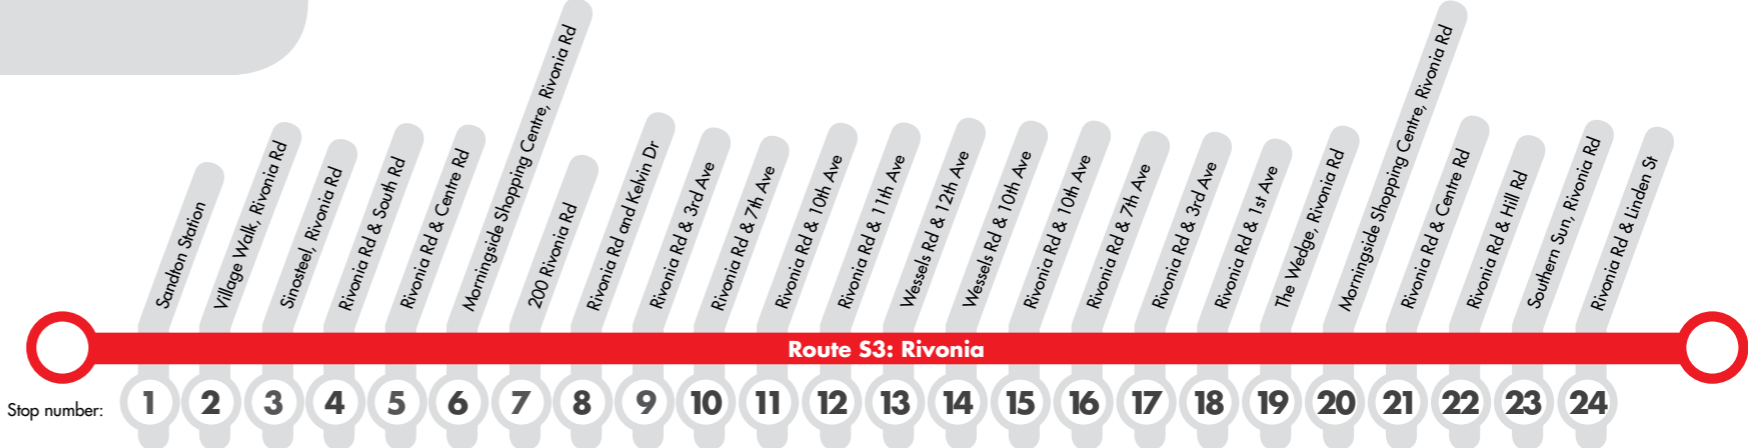 Sandton Station
Village Walk, Rivonia Rd
Sinosteel, Rivonia Rd
Rivonia Rd & South Rd
Rivonia Rd & Centre Rd
Morningside Shopping Centre, Rivonia Rd
200 Rivonia Rd
Rivonia Rd and Kelvin Dr
Rivonia Rd & 3rd Ave
Rivonia Rd & 7th Ave
Rivonia Rd & 10th Ave
Rivonia Rd & 11th Ave
Wessels Rd & 12th Ave
Wessels Rd & 10th Ave
Rivonia Rd & 10th Ave
Rivonia Rd & 7th Ave
Rivonia Rd & 3rd Ave
Rivonia Rd & 1st Ave
The Wedge, Rivonia Rd
Morningside Shopping Centre, Rivonia Rd
Rivonia Rd & Centre Rd
Rivonia Rd & Hill Rd
Southern Sun, Rivonia Rd
Rivonia Rd & Linden St
Route S3: Rivonia
Stop number: 1 2 3 4 5 6 7 8 9 10 11 12 13 14 15 16 17 18 19 20 21 22 23 24